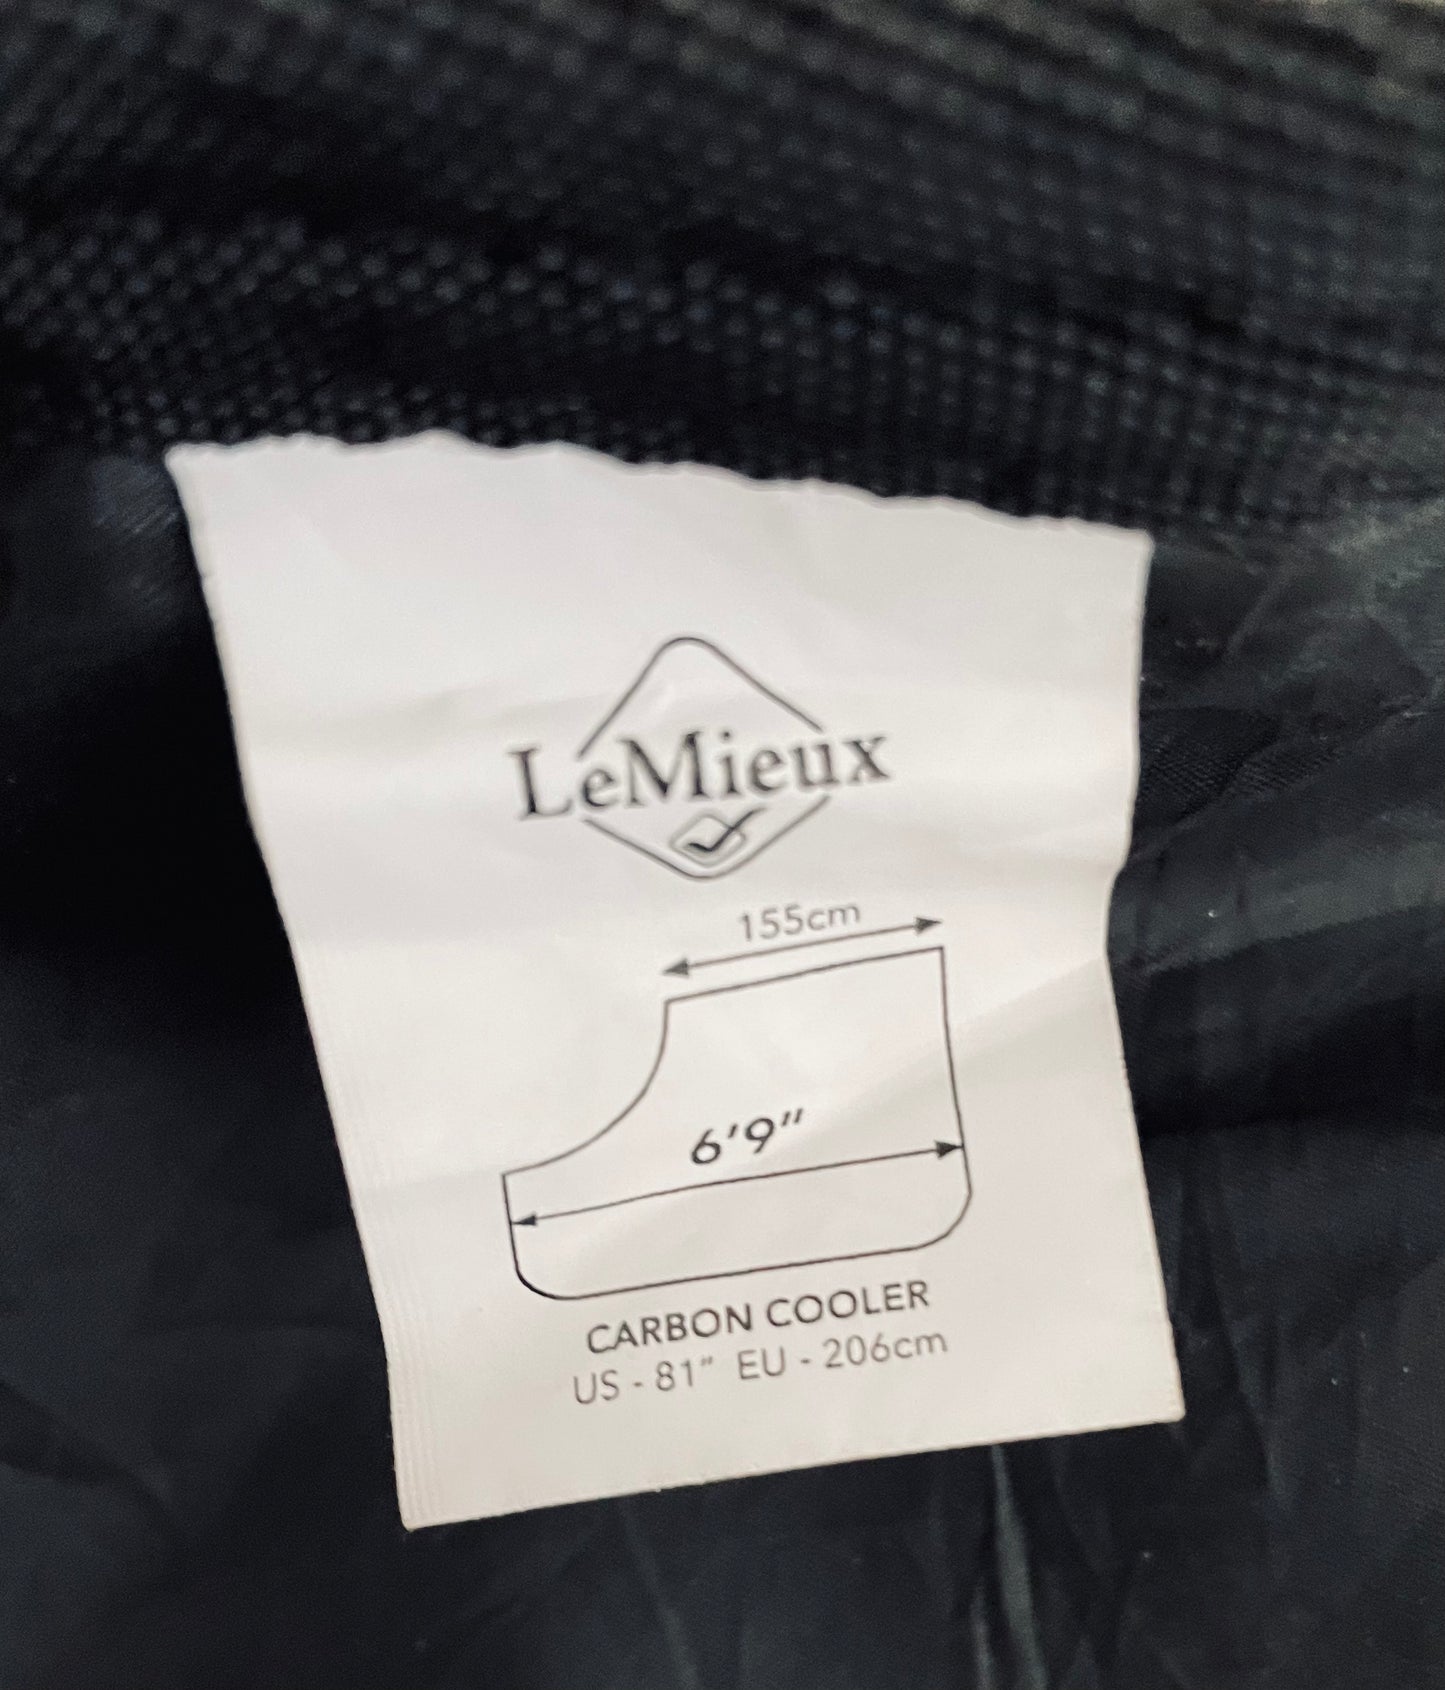 LeMieux
155cm
6'9"
CARBON COOLER
US - 81" EU - 206cm